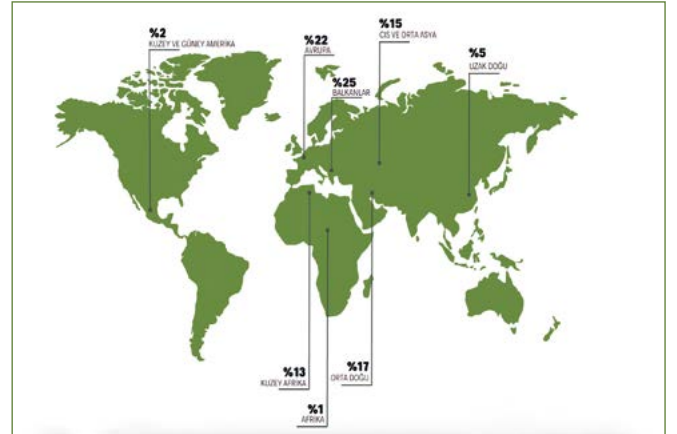 %2
KUZEY VE GÜNEY AMERİKA
%22
AVRUPA
%15
CIS VE ORTA ASYA
%5
UZAK DOĞU
%25
BALKANLAR
%13
KUZEY AFRİKA
%17
ORTA DOĞU
%1
AFRİKA